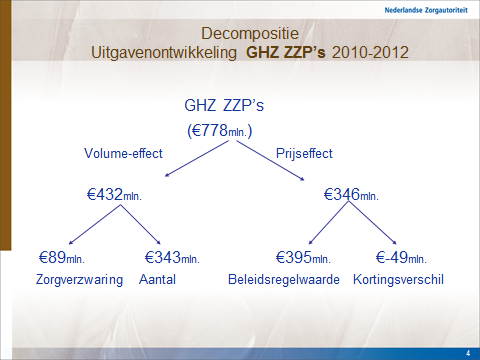 Nederlandse Zorgautoriteit
Decompositie
Uitgavenontwikkeling GHZ ZZP's 2010-2012
GHZ ZZP's
(€778mln.)
Volume-effect Prijseffect
€432mln. €346mln.
€89mln. €343mln. €395mln. €-49mln.
Zorgverzwaring Aantal Beleidsregelwaarde Kortingsverschil
4